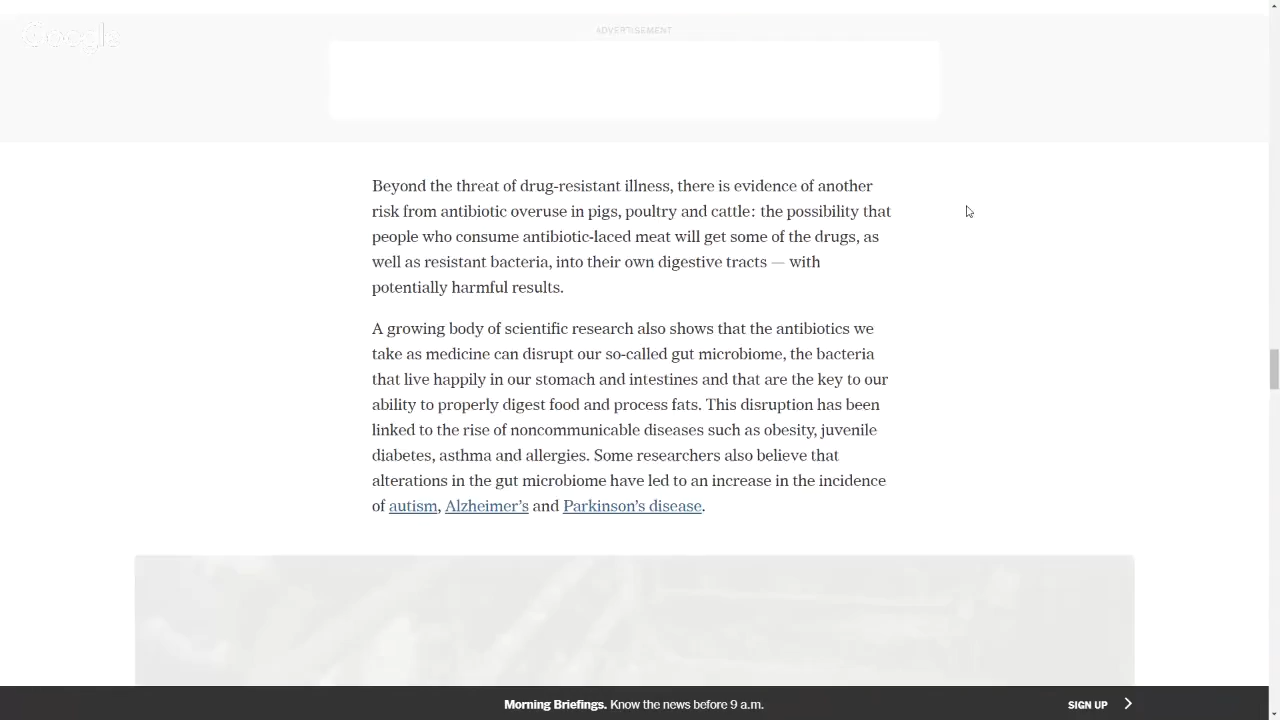 Google
ADVERTISEMENT
Beyond the threat of drug-resistant illness, there is evidence of another
risk from antibiotic overuse in pigs, poultry and cattle: the possibility that
people who consume antibiotic-laced meat will get some of the drugs, as
well as resistant bacteria, into their own digestive tracts — with
potentially harmful results.
A growing body of scientific research also shows that the antibiotics we
take as medicine can disrupt our so-called gut microbiome, the bacteria
that live happily in our stomach and intestines and that are the key to our
ability to properly digest food and process fats. This disruption has been
linked to the rise of noncommunicable diseases such as obesity, juvenile
diabetes, asthma and allergies. Some researchers also believe that
alterations in the gut microbiome have led to an increase in the incidence
of autism, Alzheimer’s and Parkinson’s disease.
Morning Briefings. Know the news before 9 a.m.
SIGN UP